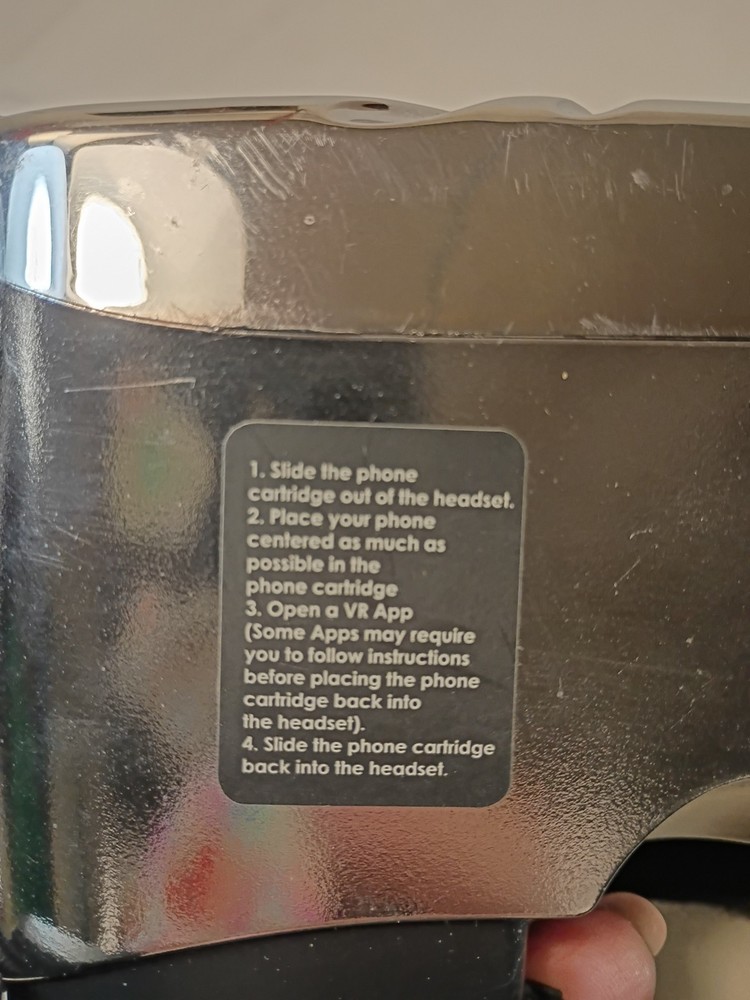 1. Slide the phone
cartridge out of the headset.
2. Place your phone
centered as much as
possible in the
phone cartridge
3. Open a VR App
(Some Apps may require
you to follow instructions
before placing the phone
cartridge back into
the headset).
4. Slide the phone cartridge
back into the headset.